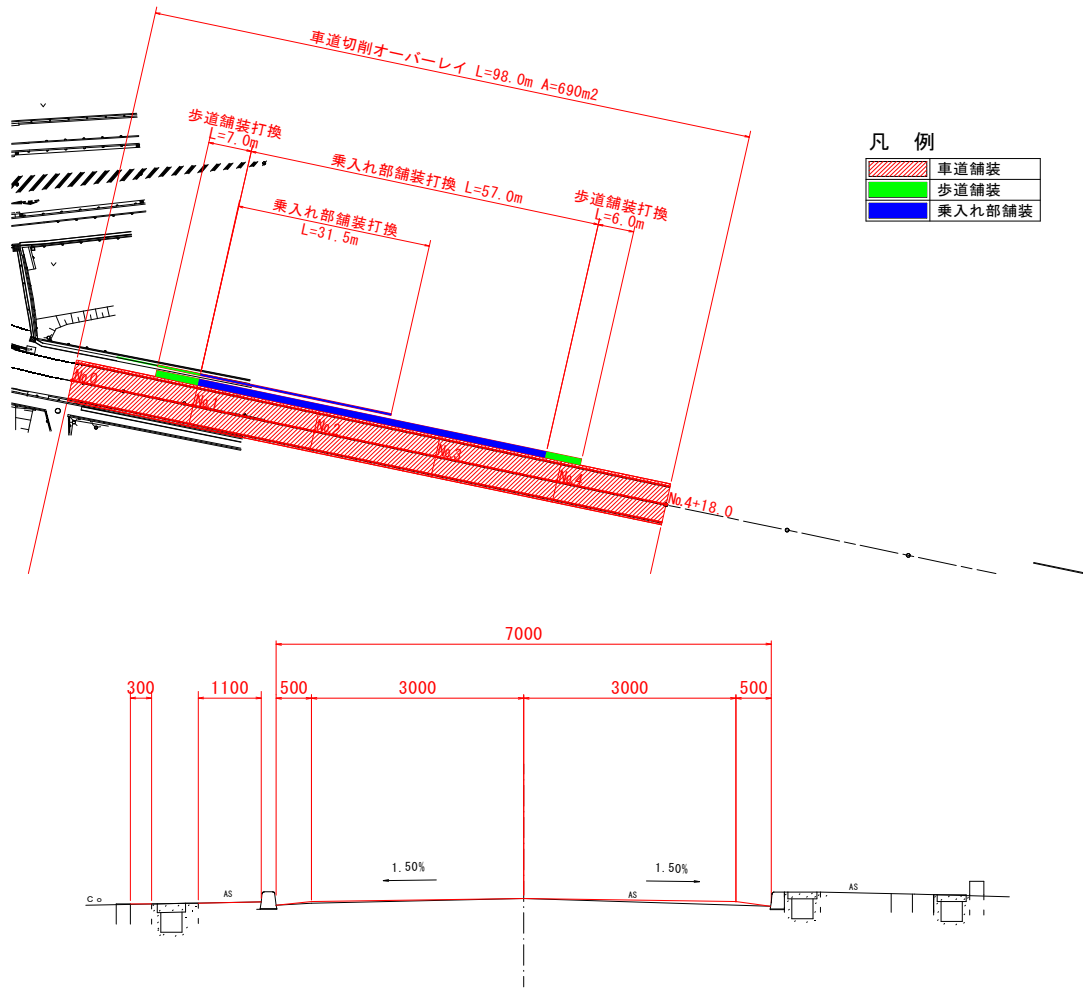 車道切削オーバーレイ L=98.0m A=690m2
歩道舗装打換
L=7.0m
乗入れ部舗装打換 L=57.0m
歩道舗装打換
L=6.0m
乗入れ部舗装打換
L=31.5m
凡 例
車道舗装
歩道舗装
乗入れ部舗装
No.0
No.1
No.2
No.3
No.4
No.4+18.0
7000
300
1100
500
3000
3000
500
1.50%
1.50%
Co
AS
AS
AS